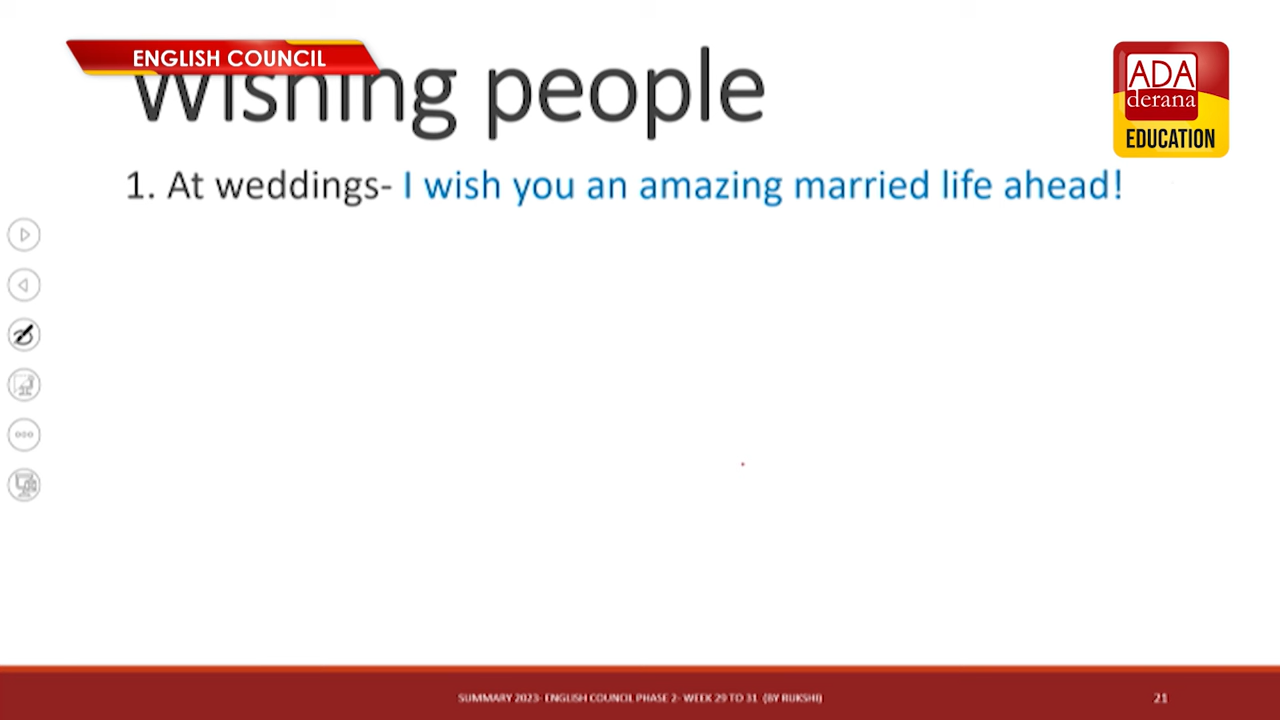 ENGLISH COUNCIL
Wishing people
ADA
derana
EDUCATION
1. At weddings- I wish you an amazing married life ahead!
SUMMARY 2023- ENGLISH COUNCIL PHASE 2- WEEK 29 TO 31 (BY RUKSHI)
21